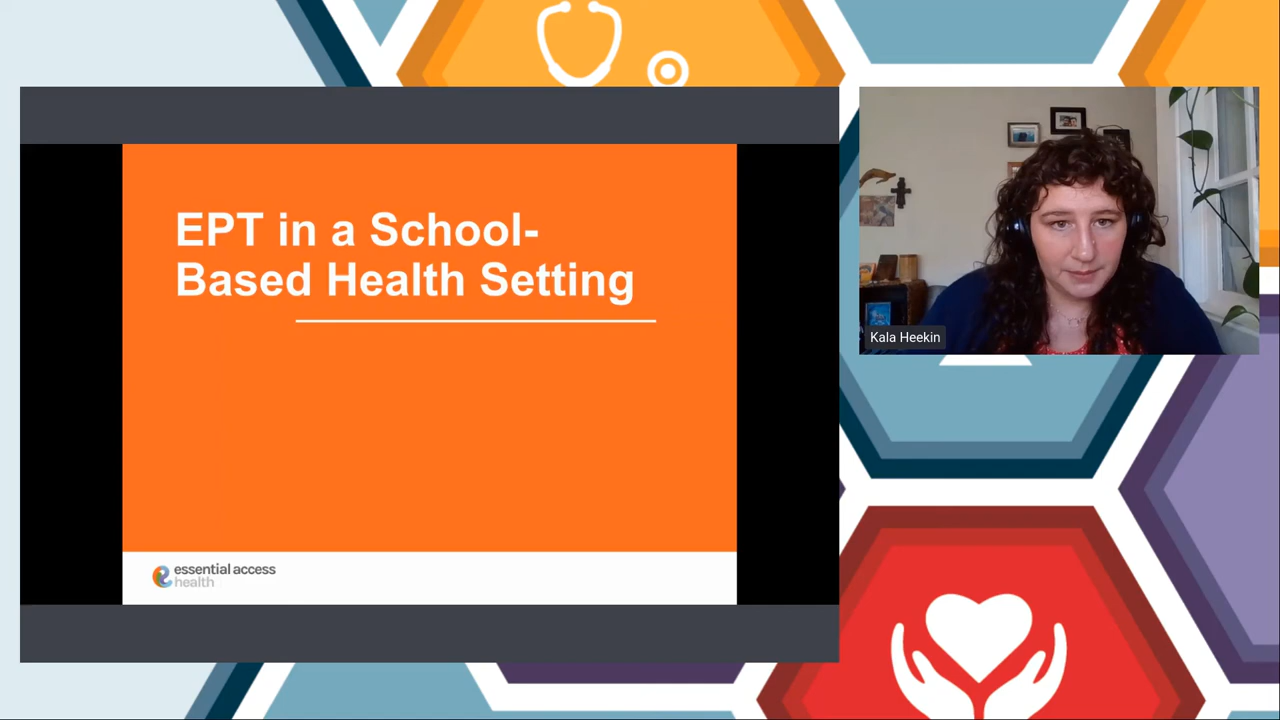 EPT in a School-
Based Health Setting
essential access
health
Kala Heekin